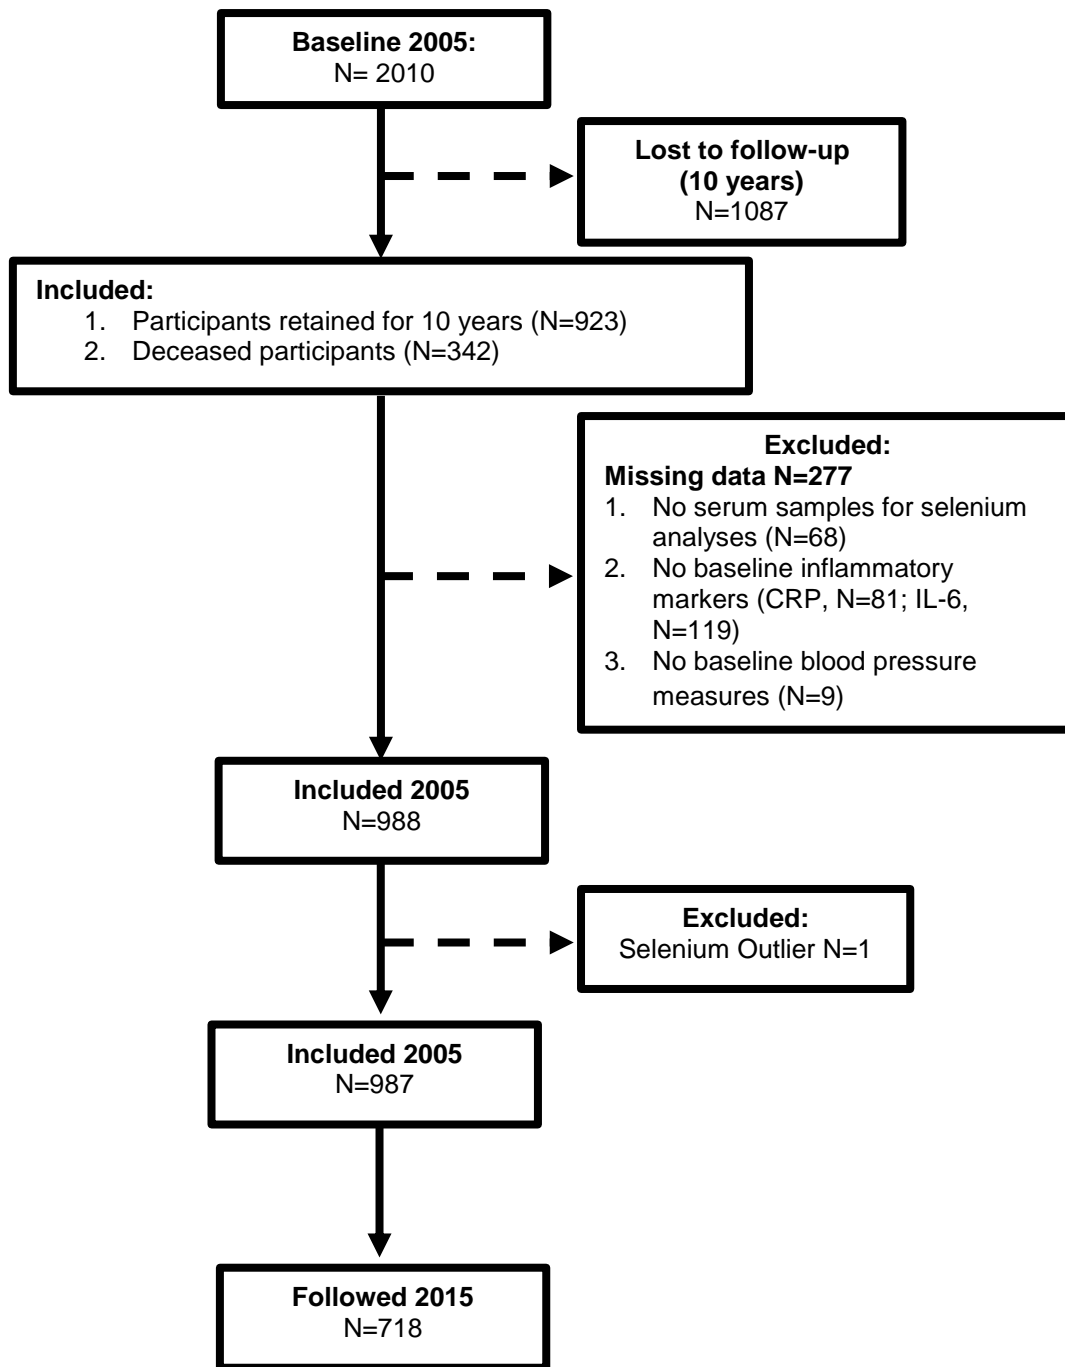 Baseline 2005:
N= 2010
Lost to follow-up
(10 years)
N=1087
Included:
1. Participants retained for 10 years (N=923)
2. Deceased participants (N=342)
Excluded:
Missing data N=277
1. No serum samples for selenium
analyses (N=68)
2. No baseline inflammatory
markers (CRP, N=81; IL-6,
N=119)
3. No baseline blood pressure
measures (N=9)
Included 2005
N=988
Excluded:
Selenium Outlier N=1
Included 2005
N=987
Followed 2015
N=718